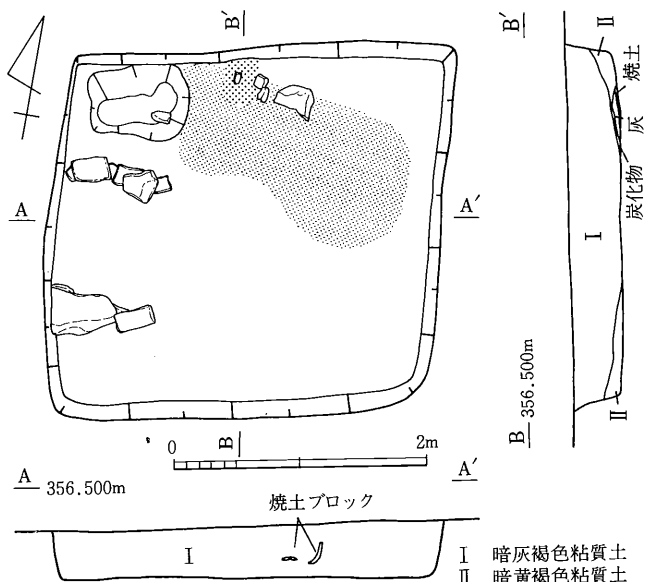 B′
B′
Ⅱ
焼土
灰
炭化物
A
A′
Ⅰ
B
0
2m
B 356.500m
Ⅱ
A 356.500m
A′
焼土ブロック
Ⅰ
Ⅰ 暗灰褐色粘質土
Ⅱ 暗黄褐色粘質土